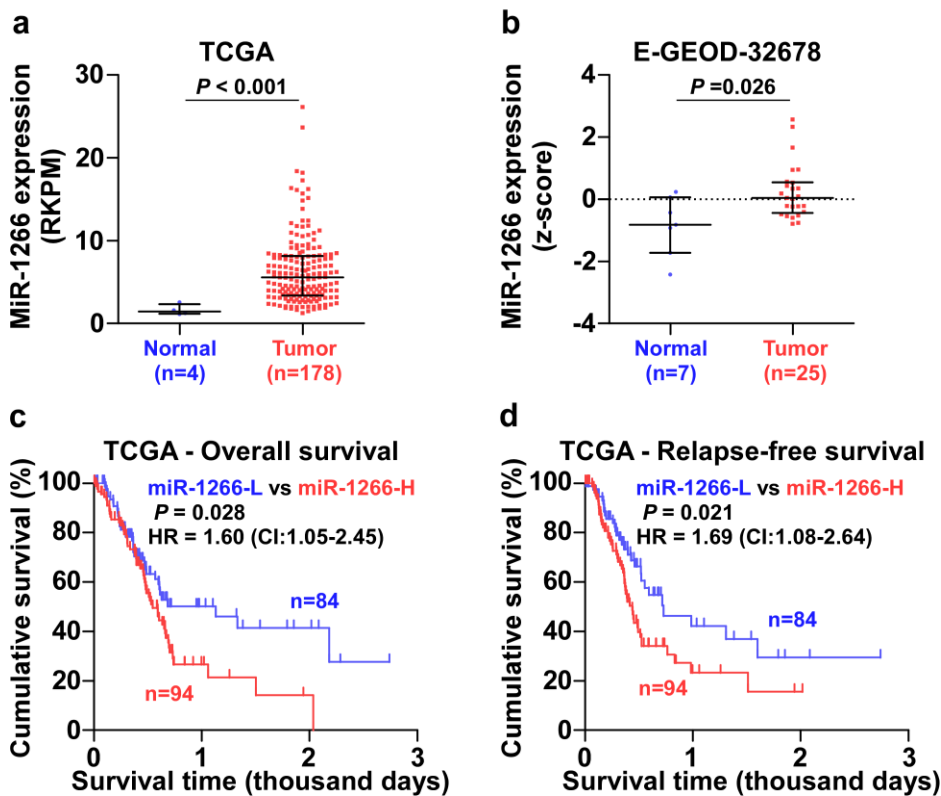 a
TCGA
MiR-1266 expression
(RKPM)
30
20
10
0
P < 0.001
Normal
(n=4)
Tumor
(n=178)
b
E-GEOD-32678
MiR-1266 expression
(z-score)
4
2
0
-2
-4
P =0.026
Normal
(n=7)
Tumor
(n=25)
c
TCGA - Overall survival
Cumulative survival (%)
100
80
60
40
20
0
miR-1266-L vs miR-1266-H
P = 0.028
HR = 1.60 (CI:1.05-2.45)
n=84
n=94
0 1 2 3
Survival time (thousand days)
d
TCGA - Relapse-free survival
Cumulative survival (%)
100
80
60
40
20
0
miR-1266-L vs miR-1266-H
P = 0.021
HR = 1.69 (CI:1.08-2.64)
n=84
n=94
0 1 2 3
Survival time (thousand days)